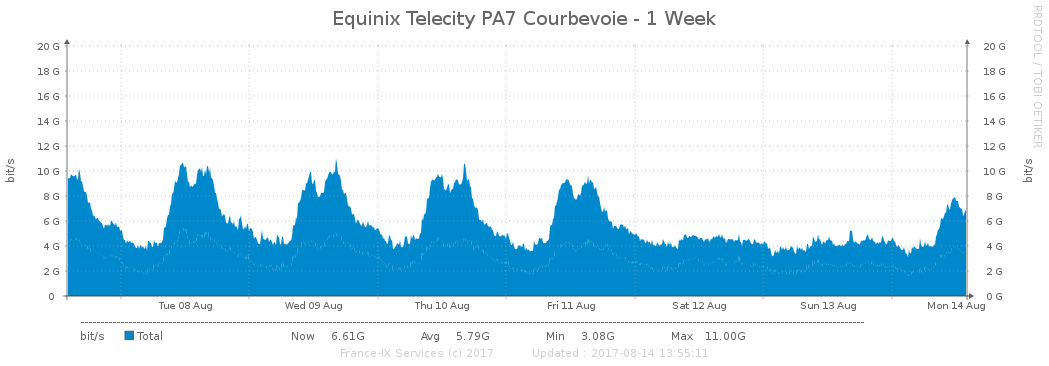 Equinix Telecity PA7 Courbevoie - 1 Week
RRDTOOL / TOBI OETIKER
bit/s
bit/s
20 G 20 G
18 G 18 G
16 G 16 G
14 G 14 G
12 G 12 G
10 G 10 G
8 G 8 G
6 G 6 G
4 G 4 G
2 G 2 G
0 0 G
Tue 08 Aug Wed 09 Aug Thu 10 Aug Fri 11 Aug Sat 12 Aug Sun 13 Aug Mon 14 Aug
bit/s Total Now 6.61G Avg 5.79G Min 3.08G Max 11.00G
France-IX Services (c) 2017 Updated : 2017-08-14 13:55:11